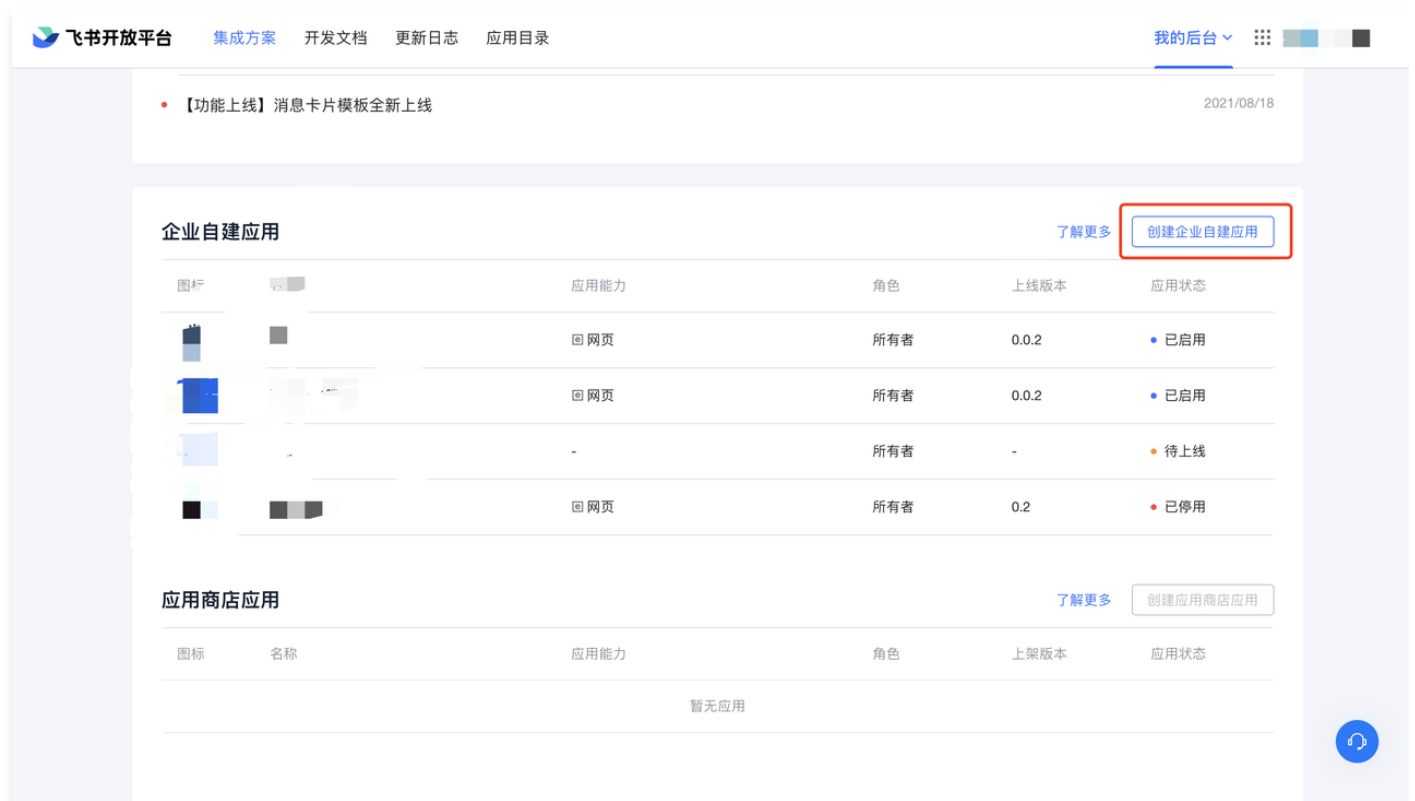 飞书开放平台 集成方案 开发文档 更新日志 应用目录 我的后台
【功能上线】消息卡片模板全新上线 2021/08/18
企业自建应用 了解更多 创建企业自建应用
图标 应用能力 角色 上线版本 应用状态
网页 所有者 0.0.2 已启用
网页 所有者 0.0.2 已启用
- 所有者 - 待上线
网页 所有者 0.2 已停用
应用商店应用 了解更多 创建应用商店应用
图标 名称 应用能力 角色 上架版本 应用状态
暂无应用